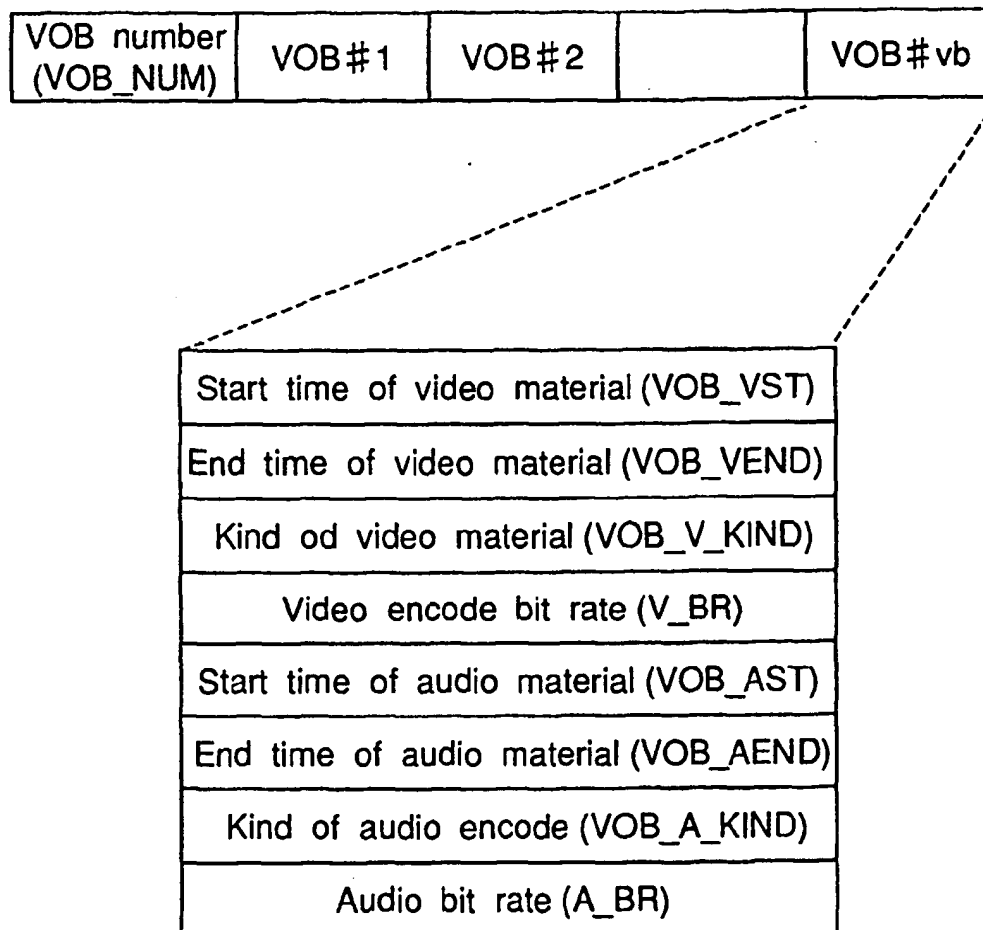 VOB number
(VOB_NUM)
VOB#1
VOB#2
VOB#vb
Start time of video material (VOB_VST)
End time of video material (VOB_VEND)
Kind od video material (VOB_V_KIND)
Video encode bit rate (V_BR)
Start time of audio material (VOB_AST)
End time of audio material (VOB_AEND)
Kind of audio encode (VOB_A_KIND)
Audio bit rate (A_BR)